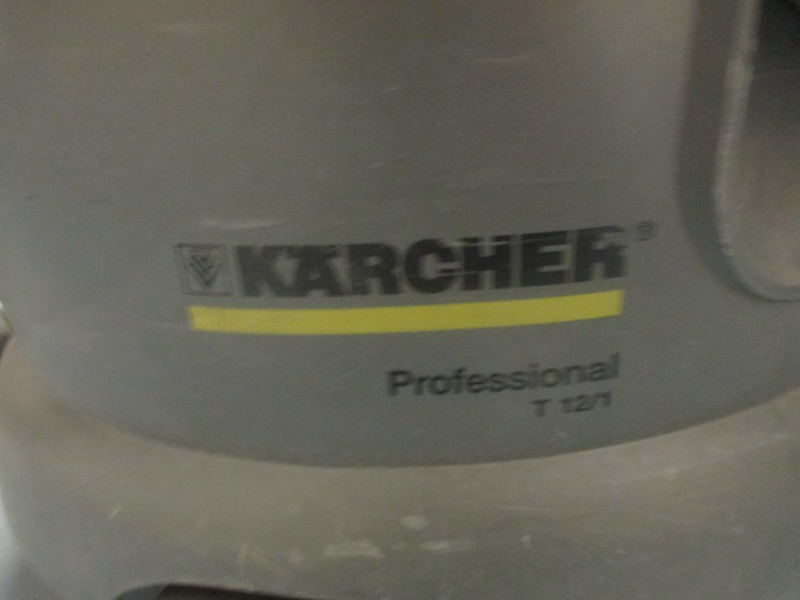 KÄRCHER®
Professional
T 12/1